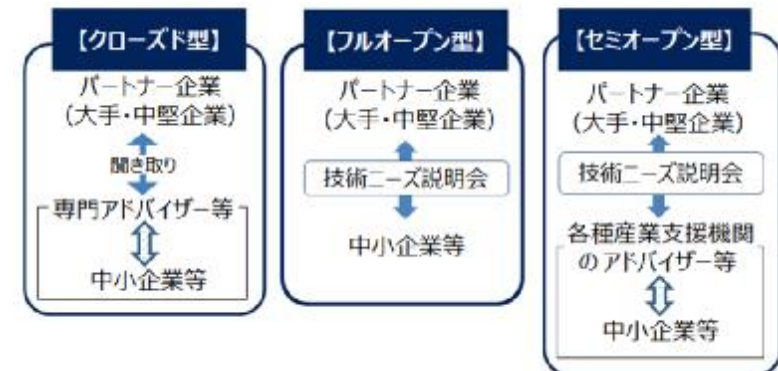 【クローズド型】
パートナー企業
(大手・中堅企業)
聞き取り
専門アドバイザー等
中小企業等
【フルオープン型】
パートナー企業
(大手・中堅企業)
技術ニーズ説明会
中小企業等
【セミオープン型】
パートナー企業
(大手・中堅企業)
技術ニーズ説明会
各種産業支援機関
のアドバイザー等
中小企業等